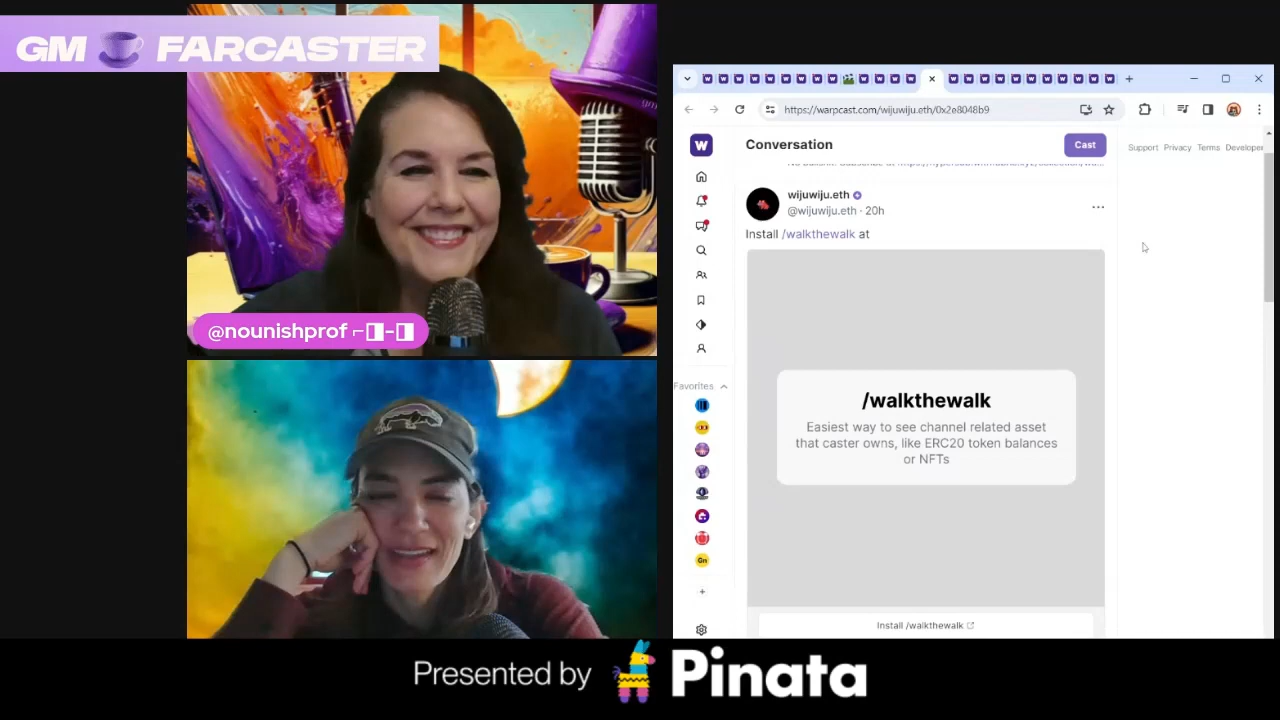 GM FARCASTER
@nounishprof ⌐◨-◨
https://warpcast.com/wijuwiju.eth/0x2e8048b9
W
Conversation
Cast
Support Privacy Terms Developer
wijuwiju.eth
@wijuwiju.eth · 20h
Install /walkthewalk at
/walkthewalk
Easiest way to see channel related asset
that caster owns, like ERC20 token balances
or NFTs
Favorites
Gn
Install /walkthewalk
Presented by Pinata